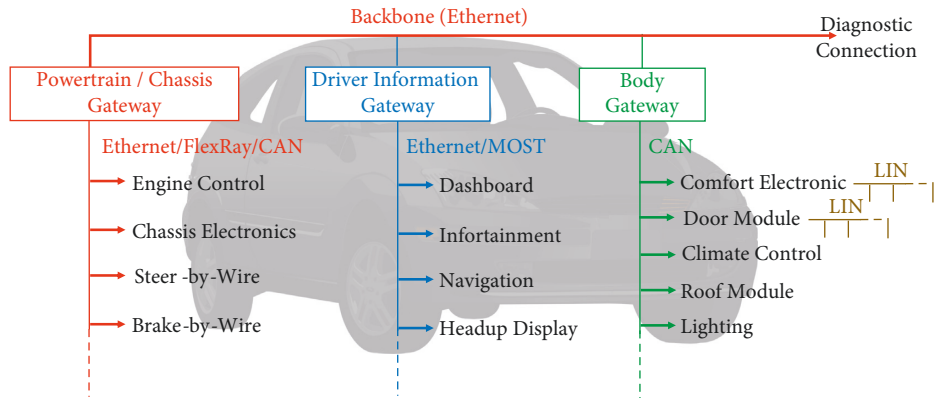 Backbone (Ethernet)
Diagnostic
Connection
Powertrain / Chassis
Gateway
Driver Information
Gateway
Body
Gateway
Ethernet/FlexRay/CAN
Ethernet/MOST
CAN
Engine Control
Chassis Electronics
Steer -by-Wire
Brake-by-Wire
Dashboard
Infortainment
Navigation
Headup Display
Comfort Electronic LIN
Door Module LIN
Climate Control
Roof Module
Lighting